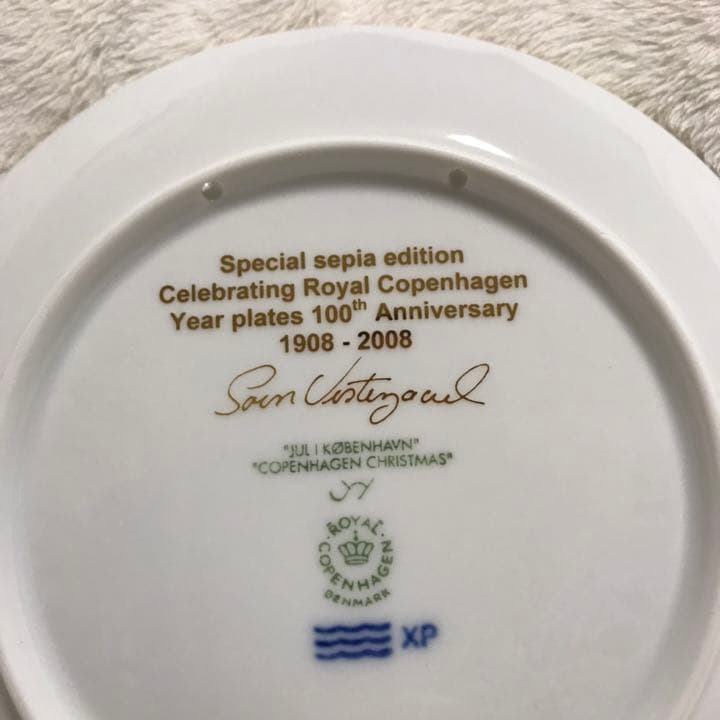 Special sepia edition
Celebrating Royal Copenhagen
Year plates 100th Anniversary
1908 - 2008
"JUL I KØBENHAVN"
"COPENHAGEN CHRISTMAS"
ROYAL
COPENHAGEN
DENMARK
XP